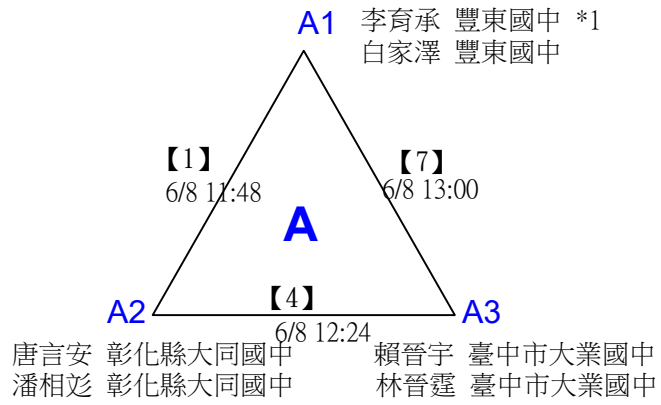 A1 李育承 豐東國中 *1
白家澤 豐東國中
【1】
6/8 11:48
【7】
6/8 13:00
A
A2
【4】
6/8 12:24
A3
唐言安 彰化縣大同國中
潘相彣 彰化縣大同國中
賴晉宇 臺中市大業國中
林晉霆 臺中市大業國中